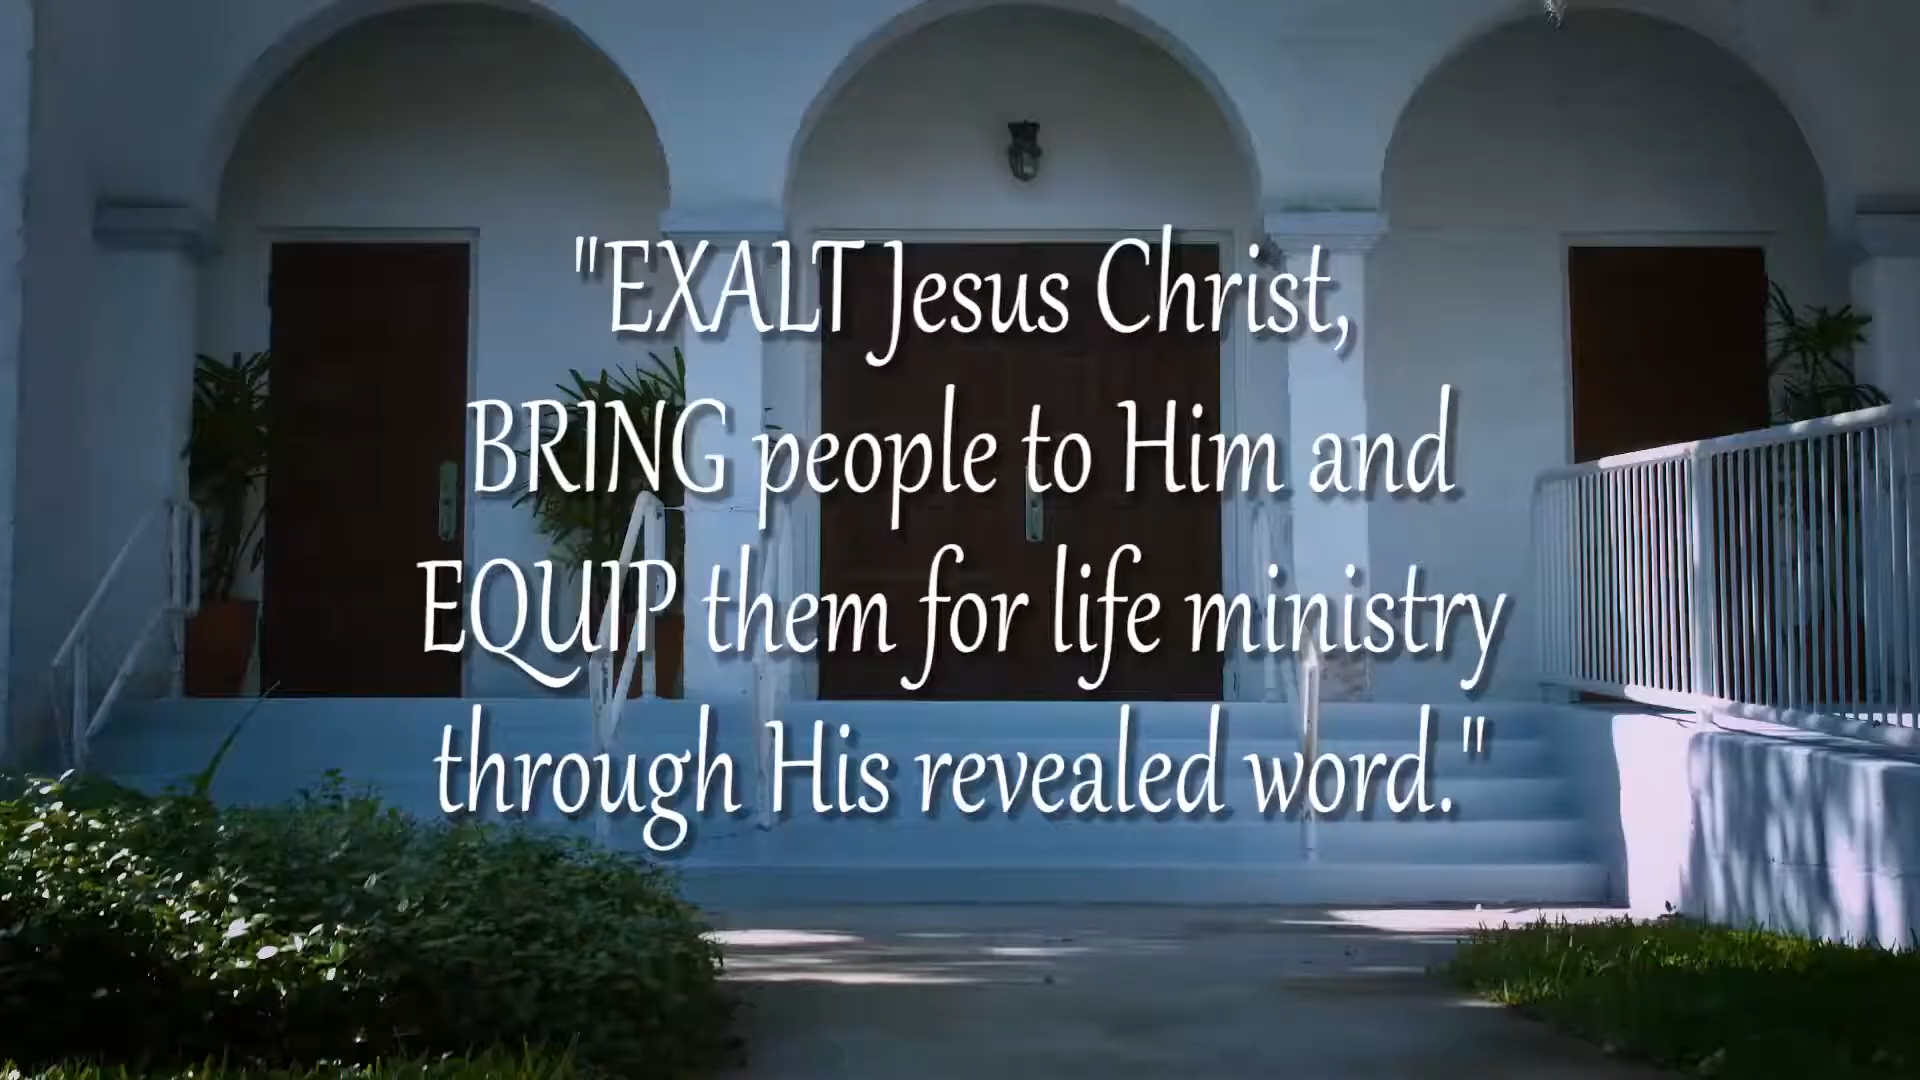 "EXALT Jesus Christ,
BRING people to Him and
EQUIP them for life ministry
through His revealed word."